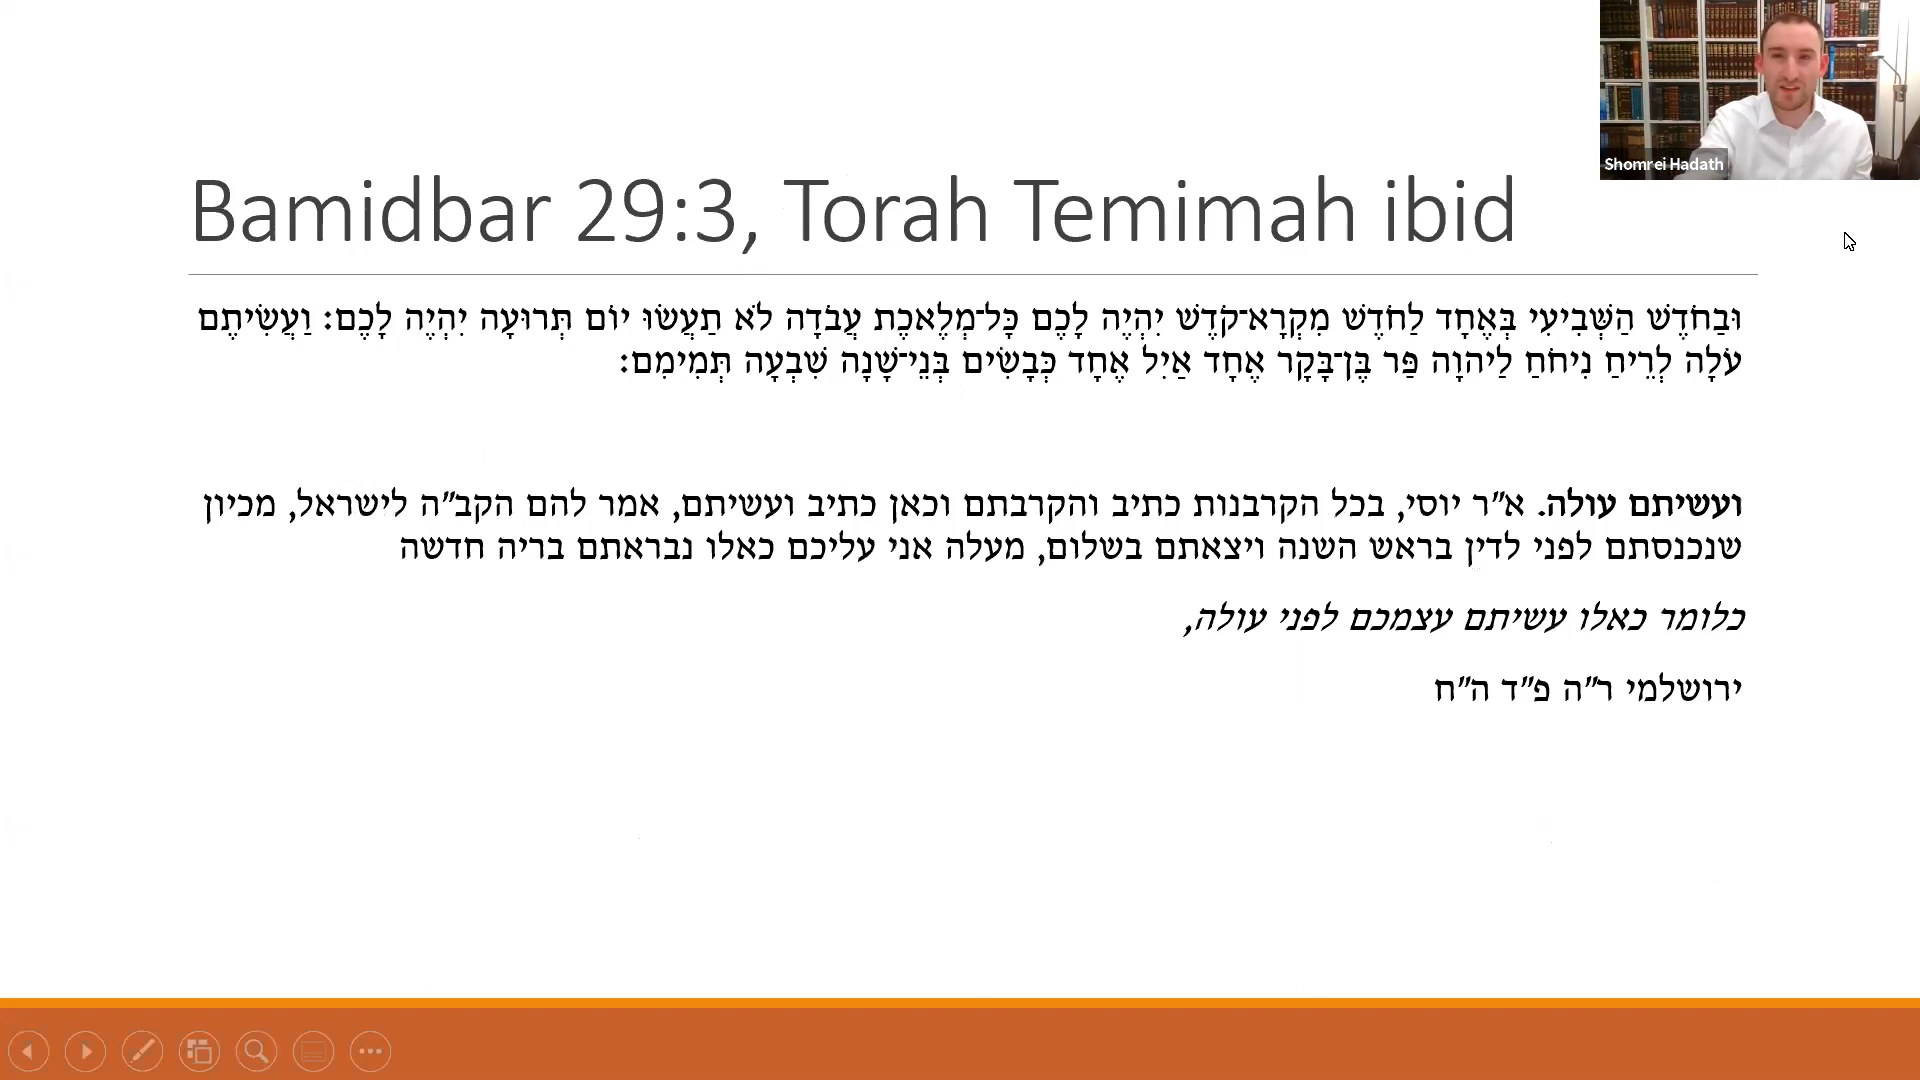 Shomrei Hadath
Bamidbar 29:3, Torah Temimah ibid
וּבַחֹדֶשׁ הַשְּׁבִיעִי בְּאֶחָד לַחֹדֶשׁ מִקְרָא־קֹדֶשׁ יִהְיֶה לָכֶם כָּל־מְלֶאכֶת עֲבֹדָה לֹא תַעֲשׂוּ יוֹם תְּרוּעָה יִהְיֶה לָכֶם: וַעֲשִׂיתֶם
עֹלָה לְרֵיחַ נִיחֹחַ לַיהוָה פַּר בֶּן־בָּקָר אֶחָד אַיִל אֶחָד כְּבָשִׂים בְּנֵי־שָׁנָה שִׁבְעָה תְּמִימִם:
ועשיתם עולה. א"ר יוסי, בכל הקרבנות כתיב והקרבתם וכאן כתיב ועשיתם, אמר להם הקב"ה לישראל, מכיון
שנכנסתם לפני לדין בראש השנה ויצאתם בשלום, מעלה אני עליכם כאלו נבראתם בריה חדשה
כלומר כאלו עשיתם עצמכם לפני עולה,
ירושלמי ר"ה פ"ד ה"ח